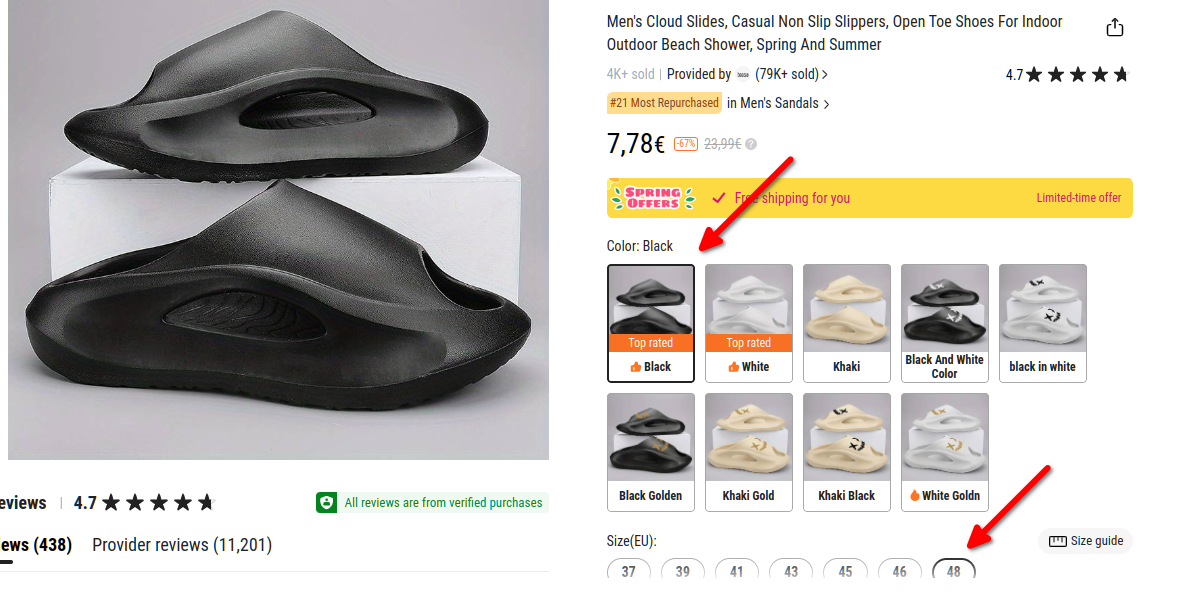 Men's Cloud Slides, Casual Non Slip Slippers, Open Toe Shoes For Indoor
Outdoor Beach Shower, Spring And Summer
4K+ sold | Provided by (79K+ sold) >
4.7
#21 Most Repurchased in Men's Sandals >
7,78€ -67% 23,99€ ?
SPRING
OFFERS
Free shipping for you
Limited-time offer
Color: Black
Top rated
Black
Top rated
White
Khaki
Black And White
Color
black in white
Black Golden
Khaki Gold
Khaki Black
White Goldn
Size(EU):
Size guide
37 39 41 43 45 46 48
eviews | 4.7
All reviews are from verified purchases
ews (438) Provider reviews (11,201)